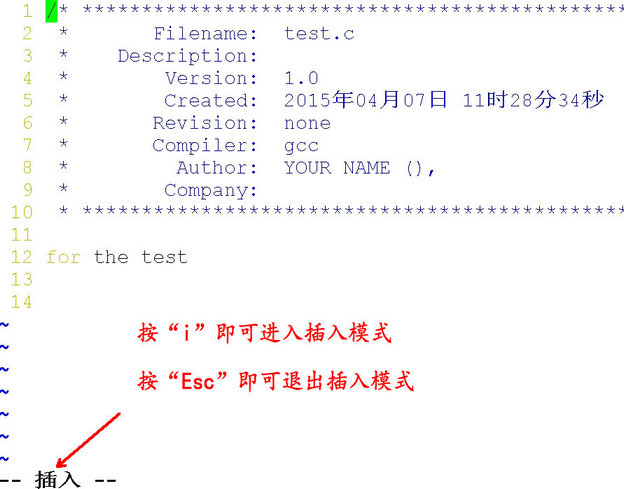 1 /* **********************************************
2 * Filename: test.c
3 * Description:
4 * Version: 1.0
5 * Created: 2015年04月07日 11时28分34秒
6 * Revision: none
7 * Compiler: gcc
8 * Author: YOUR NAME (),
9 * Company:
10 * **********************************************
11
12 for the test
13
14
~
按“i”即可进入插入模式
~
~
按“Esc”即可退出插入模式
~
~
~
~
-- 插入 --